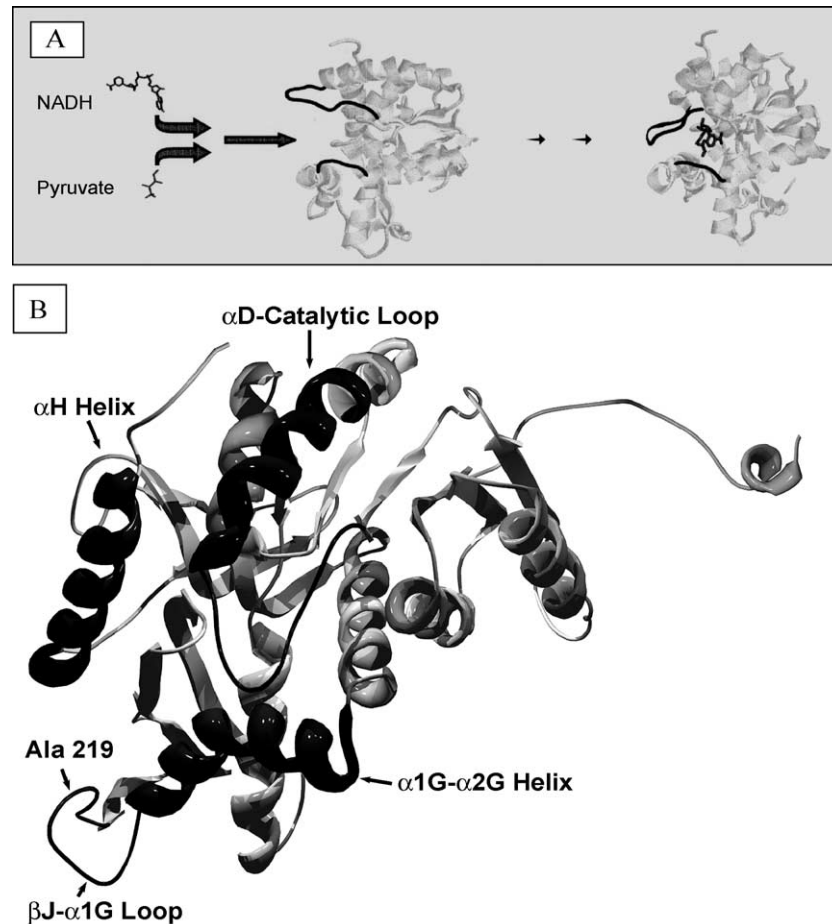 A
NADH
Pyruvate
B
αD-Catalytic Loop
αH Helix
Ala 219
α1G-α2G Helix
βJ-α1G Loop